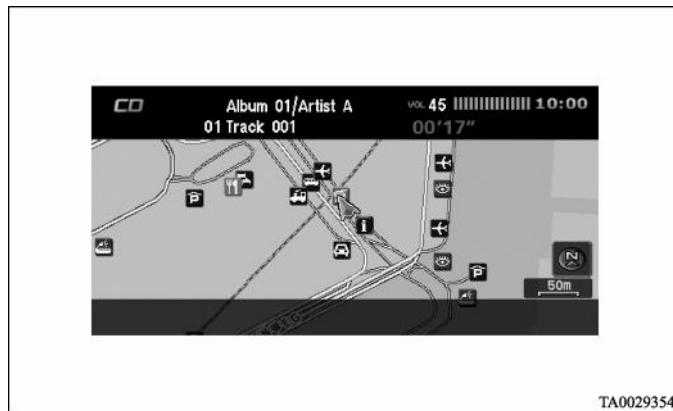 CD
Album 01/Artist A
VOL 45
10:00
01 Track 001
00'17"
P
i
P
50m
TA0029354